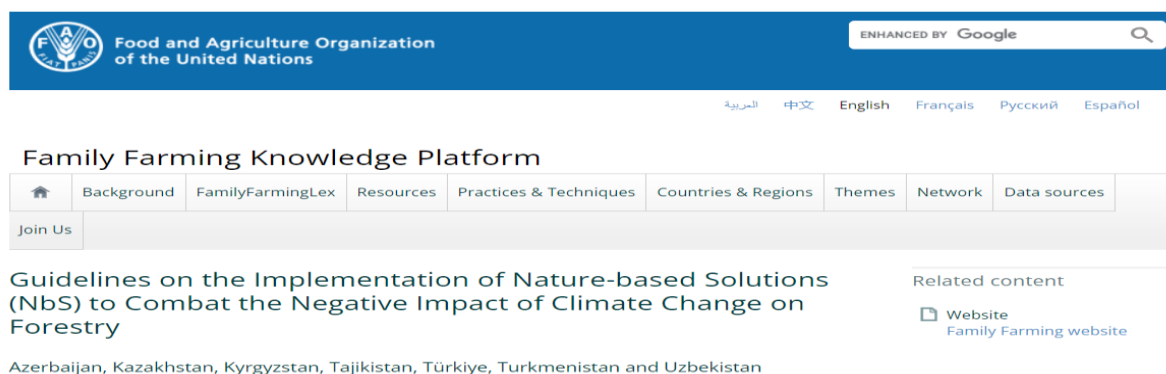 Food and Agriculture Organization
of the United Nations
ENHANCED BY Google
العربية 中文 English Français Русский Español
Family Farming Knowledge Platform
Background FamilyFarmingLex Resources Practices & Techniques Countries & Regions Themes Network Data sources
Join Us
Guidelines on the Implementation of Nature-based Solutions
(NbS) to Combat the Negative Impact of Climate Change on
Forestry
Azerbaijan, Kazakhstan, Kyrgyzstan, Tajikistan, Türkiye, Turkmenistan and Uzbekistan
Related content
Website
Family Farming website